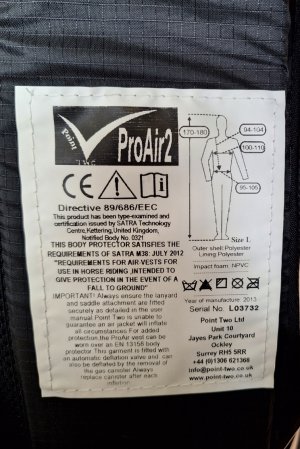 Point
TWO
ProAir2
170-180
94-104
100-110
95-105
CE
Size L
Outer shell Polyester
Lining Polyester
Impact foam: NPVC
Directive 89/686/EEC
This product has been type-examined and
certification issued by SATRA Technology
Centre,Kettering,United Kingdom,
Notified Body No. 0321
THIS BODY PROTECTOR SATISFIES THE
REQUIREMENTS OF SATRA M38: JULY 2012
"REQUIREMENTS FOR AIR VESTS FOR
USE IN HORSE RIDING ,INTENDED TO
GIVE PROTECTION IN THE EVENT OF A
FALL TO GROUND"
IMPORTANT! Always ensure the lanyard
and saddle attachment are fitted
securely as detailed in the user
manual Point Two is unable to
guarantee an air jacket will inflate
all circumstances For added
protection,the ProAir vest can be
worn over an EN 13158 body
protector This garment is fitted with
an automatic deflation valve and can
also be deflated by the removal of
the gas canister Always
replace canister after each
inflation.
Year of manufacture: 2013
Serial No. L03732
Point Two Ltd
Unit 10
Jayes Park Courtyard
Ockley
Surrey RH5 5RR
+44 (0)1306 621368
www.point-two.co.uk